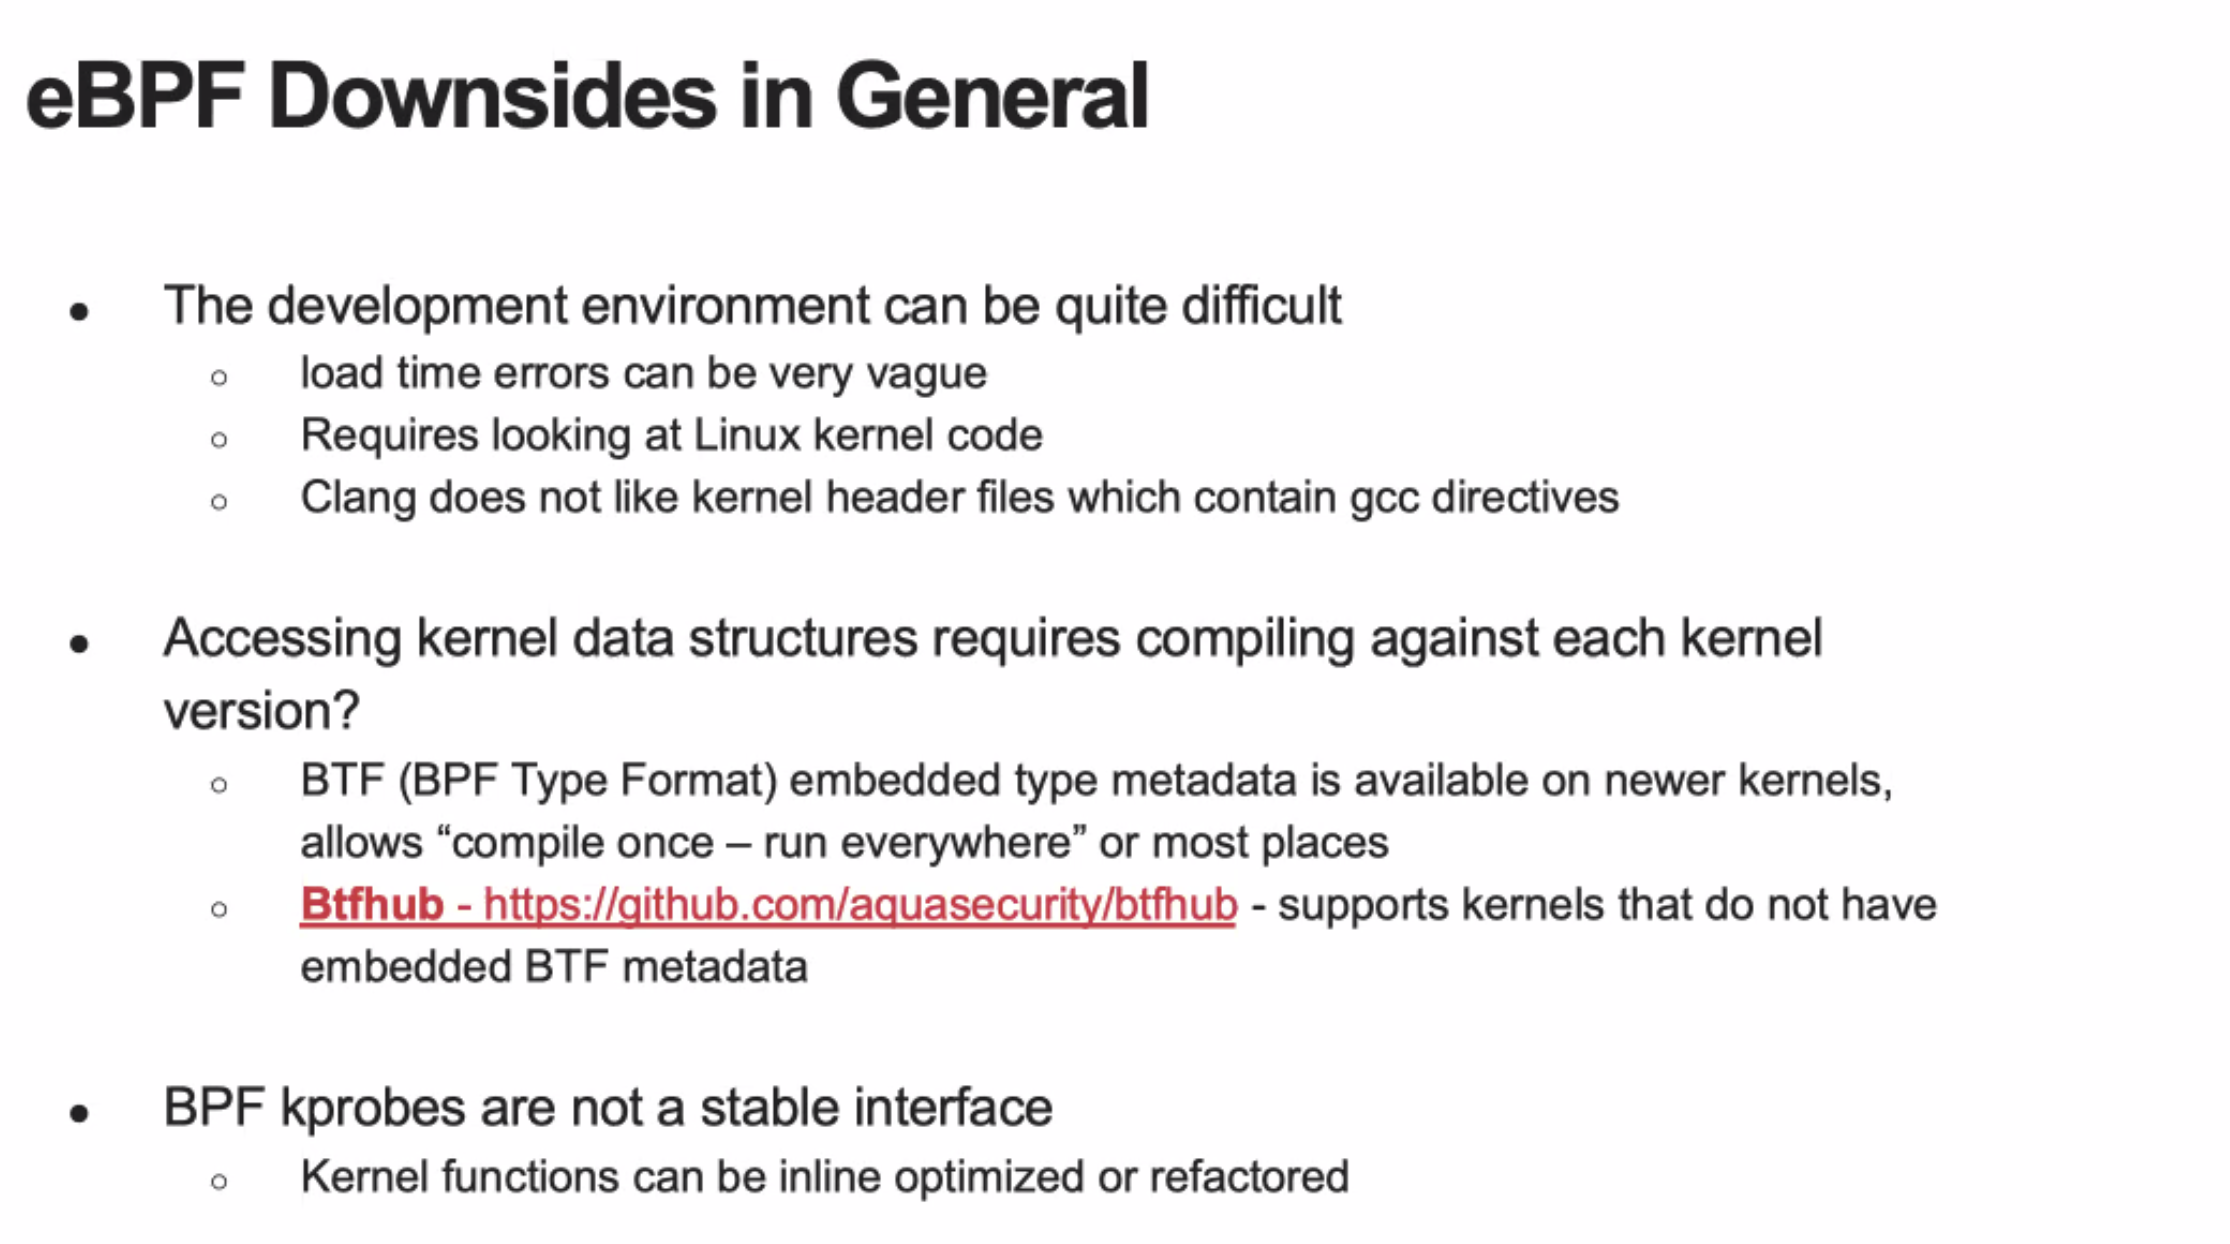 eBPF Downsides in General
● The development environment can be quite difficult
○ load time errors can be very vague
○ Requires looking at Linux kernel code
○ Clang does not like kernel header files which contain gcc directives
● Accessing kernel data structures requires compiling against each kernel
version?
○ BTF (BPF Type Format) embedded type metadata is available on newer kernels,
allows “compile once – run everywhere” or most places
○ Btfhub - https://github.com/aquasecurity/btfhub - supports kernels that do not have
embedded BTF metadata
● BPF kprobes are not a stable interface
○ Kernel functions can be inline optimized or refactored